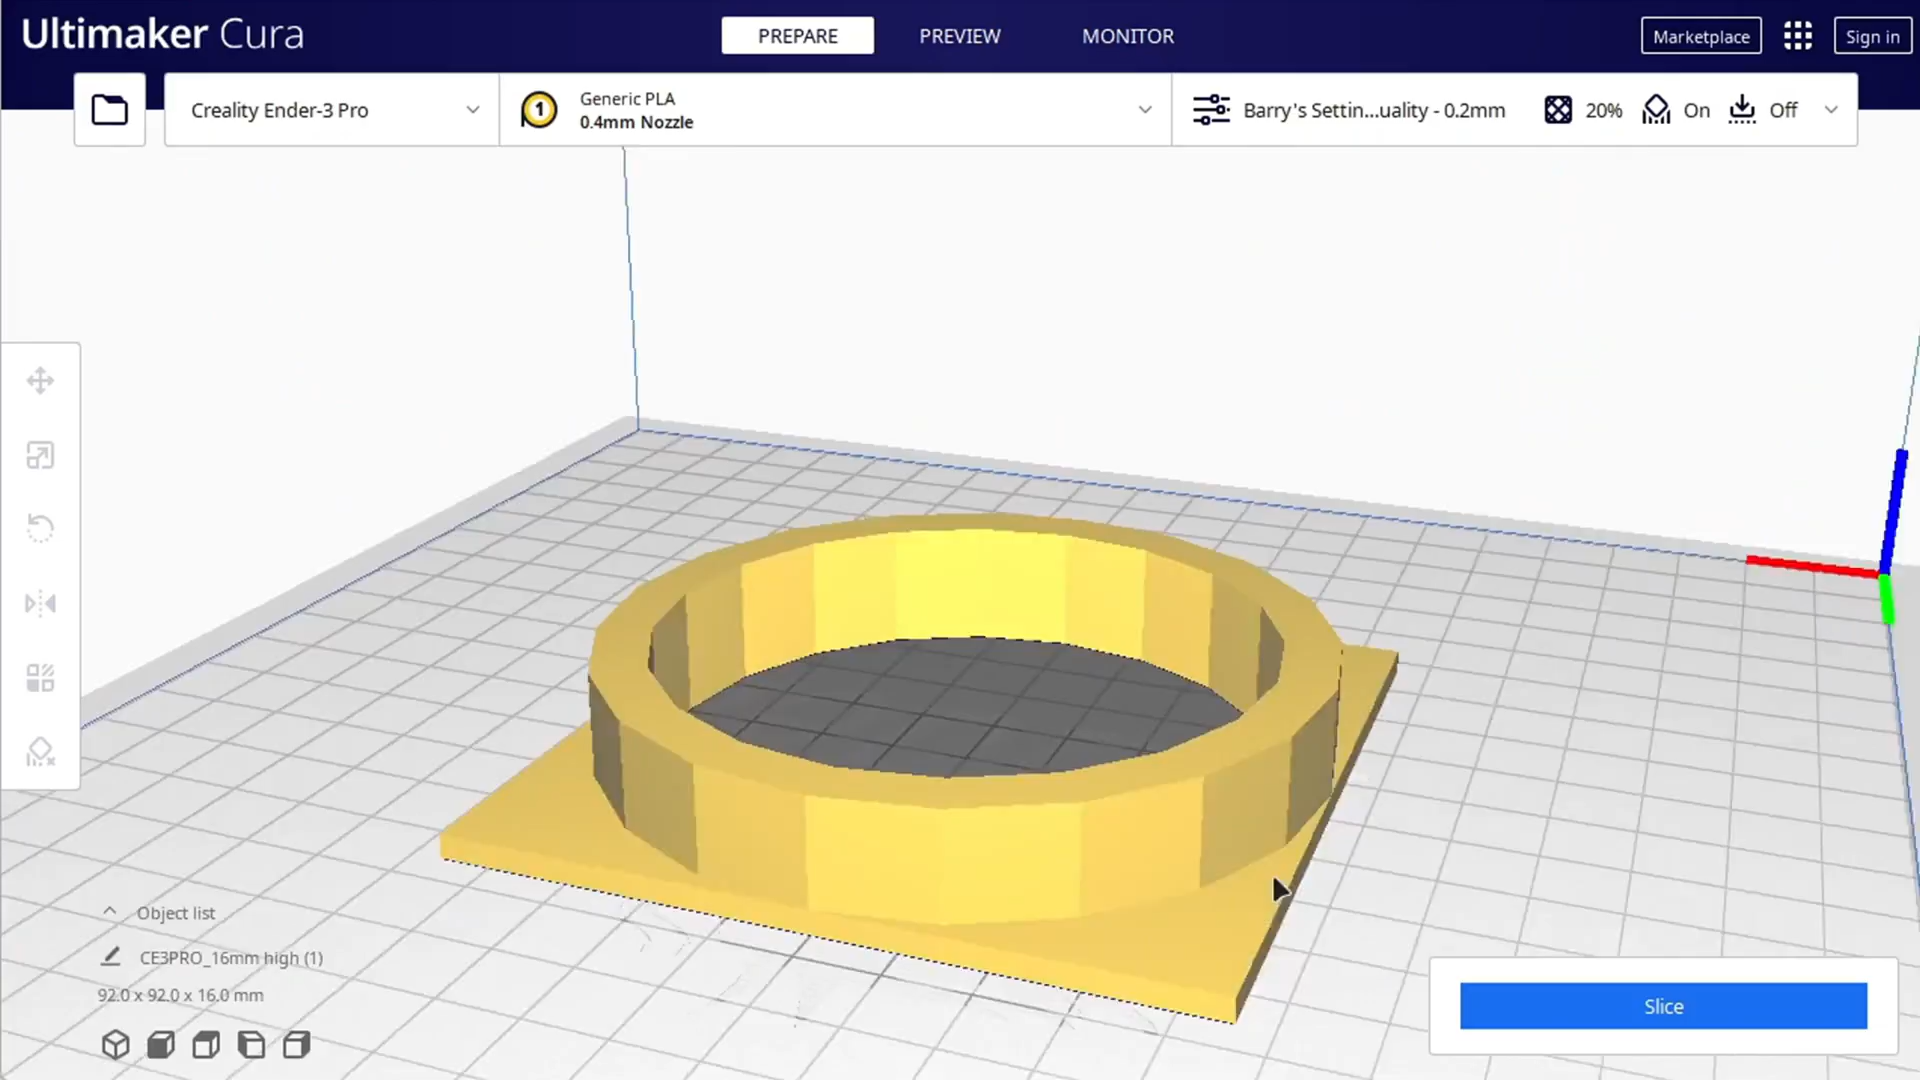 Ultimaker Cura
PREPARE
PREVIEW
MONITOR
Marketplace
Sign in
Creality Ender-3 Pro
1
Generic PLA
0.4mm Nozzle
Barry's Settin...uality - 0.2mm
20%
On
Off
Object list
CE3PRO_16mm high (1)
92.0 x 92.0 x 16.0 mm
Slice